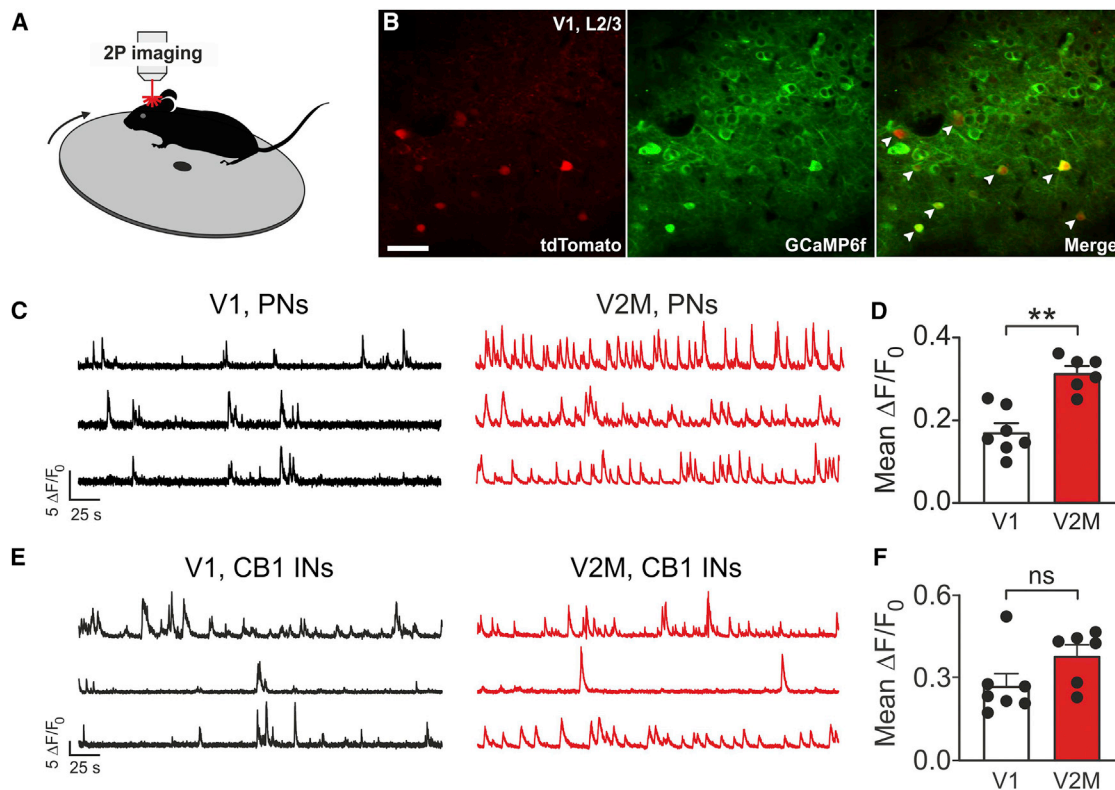 A
2P imaging
B
V1, L2/3
tdTomato
GCaMP6f
Merge
C
V1, PNs
V2M, PNs
5 ΔF/F₀
25 s
D
**
Mean ΔF/F₀
0.4
0.2
0.0
V1
V2M
E
V1, CB1 INs
V2M, CB1 INs
5 ΔF/F₀
25 s
F
ns
Mean ΔF/F₀
0.6
0.3
0.0
V1
V2M